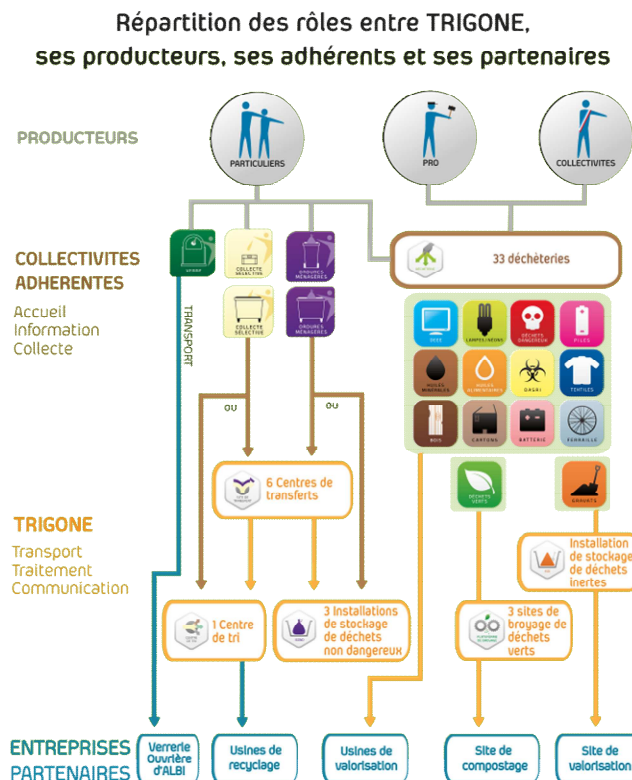 Répartition des rôles entre TRIGONE,
ses producteurs, ses adhérents et ses partenaires
PRODUCTEURS
PARTICULIERS
PRO
COLLECTIVITES
COLLECTIVITES
ADHERENTES
Accueil
Information
Collecte
VERRE
COLLECTE
SÉLECTIVE
ORDURES
MÉNAGÈRES
33 déchèteries
COLLECTE
SÉLECTIVE
ORDURES
MÉNAGÈRES
TRANSPORT
DEEE
LAMPES/NÉONS
DÉCHETS
DANGEREUX
PILES
HUILES
MINÉRALES
HUILES
ALIMENTAIRES
DASRI
TEXTILES
BOIS
CARTONS
BATTERIE
FERRAILLE
OU
OU
6 Centres de
transferts
DÉCHETS
VERTS
GRAVATS
TRIGONE
Transport
Traitement
Communication
Installation
de stockage
de déchets
inertes
1 Centre
de tri
3 Installations
de stockage
de déchets
non dangereux
3 sites de
broyage de
déchets
verts
ENTREPRISES
PARTENAIRES
Verrerie
Ouvrière
d'ALBI
Usines de
recyclage
Usines de
valorisation
Site de
compostage
Site de
valorisation